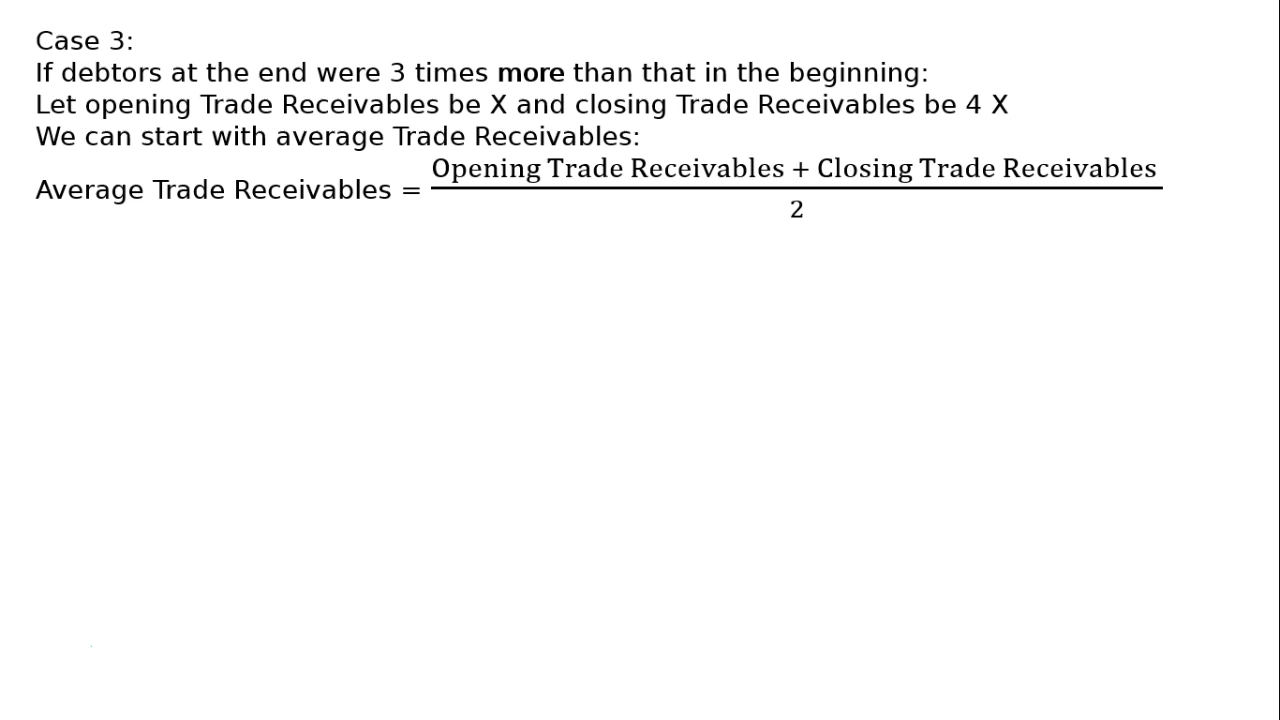 Case 3:
If debtors at the end were 3 times more than that in the beginning:
Let opening Trade Receivables be X and closing Trade Receivables be 4 X
We can start with average Trade Receivables:
Opening Trade Receivables + Closing Trade Receivables
Average Trade Receivables =
2